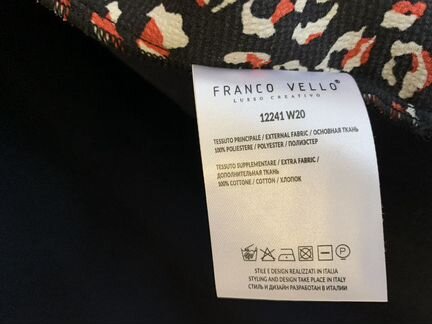 FRANCO VELLO®
LUSSO CREATIVO
12241 W20
TESSUTO PRINCIPALE / EXTERNAL FABRIC / ОСНОВНАЯ ТКАНЬ
100% POLIESTERE / POLYESTER / ПОЛИЭСТЕР
TESSUTO SUPPLEMENTARE / EXTRA FABRIC /
ДОПОЛНИТЕЛЬНАЯ ТКАНЬ
100% COTTONE / COTTON / ХЛОПОК
P
STILE E DESIGN REALIZZATI IN ITALIA
STYLING AND DESIGN TAKE PLACE IN ITALY
СТИЛЬ И ДИЗАЙН РАЗРАБОТАН В ИТАЛИИ